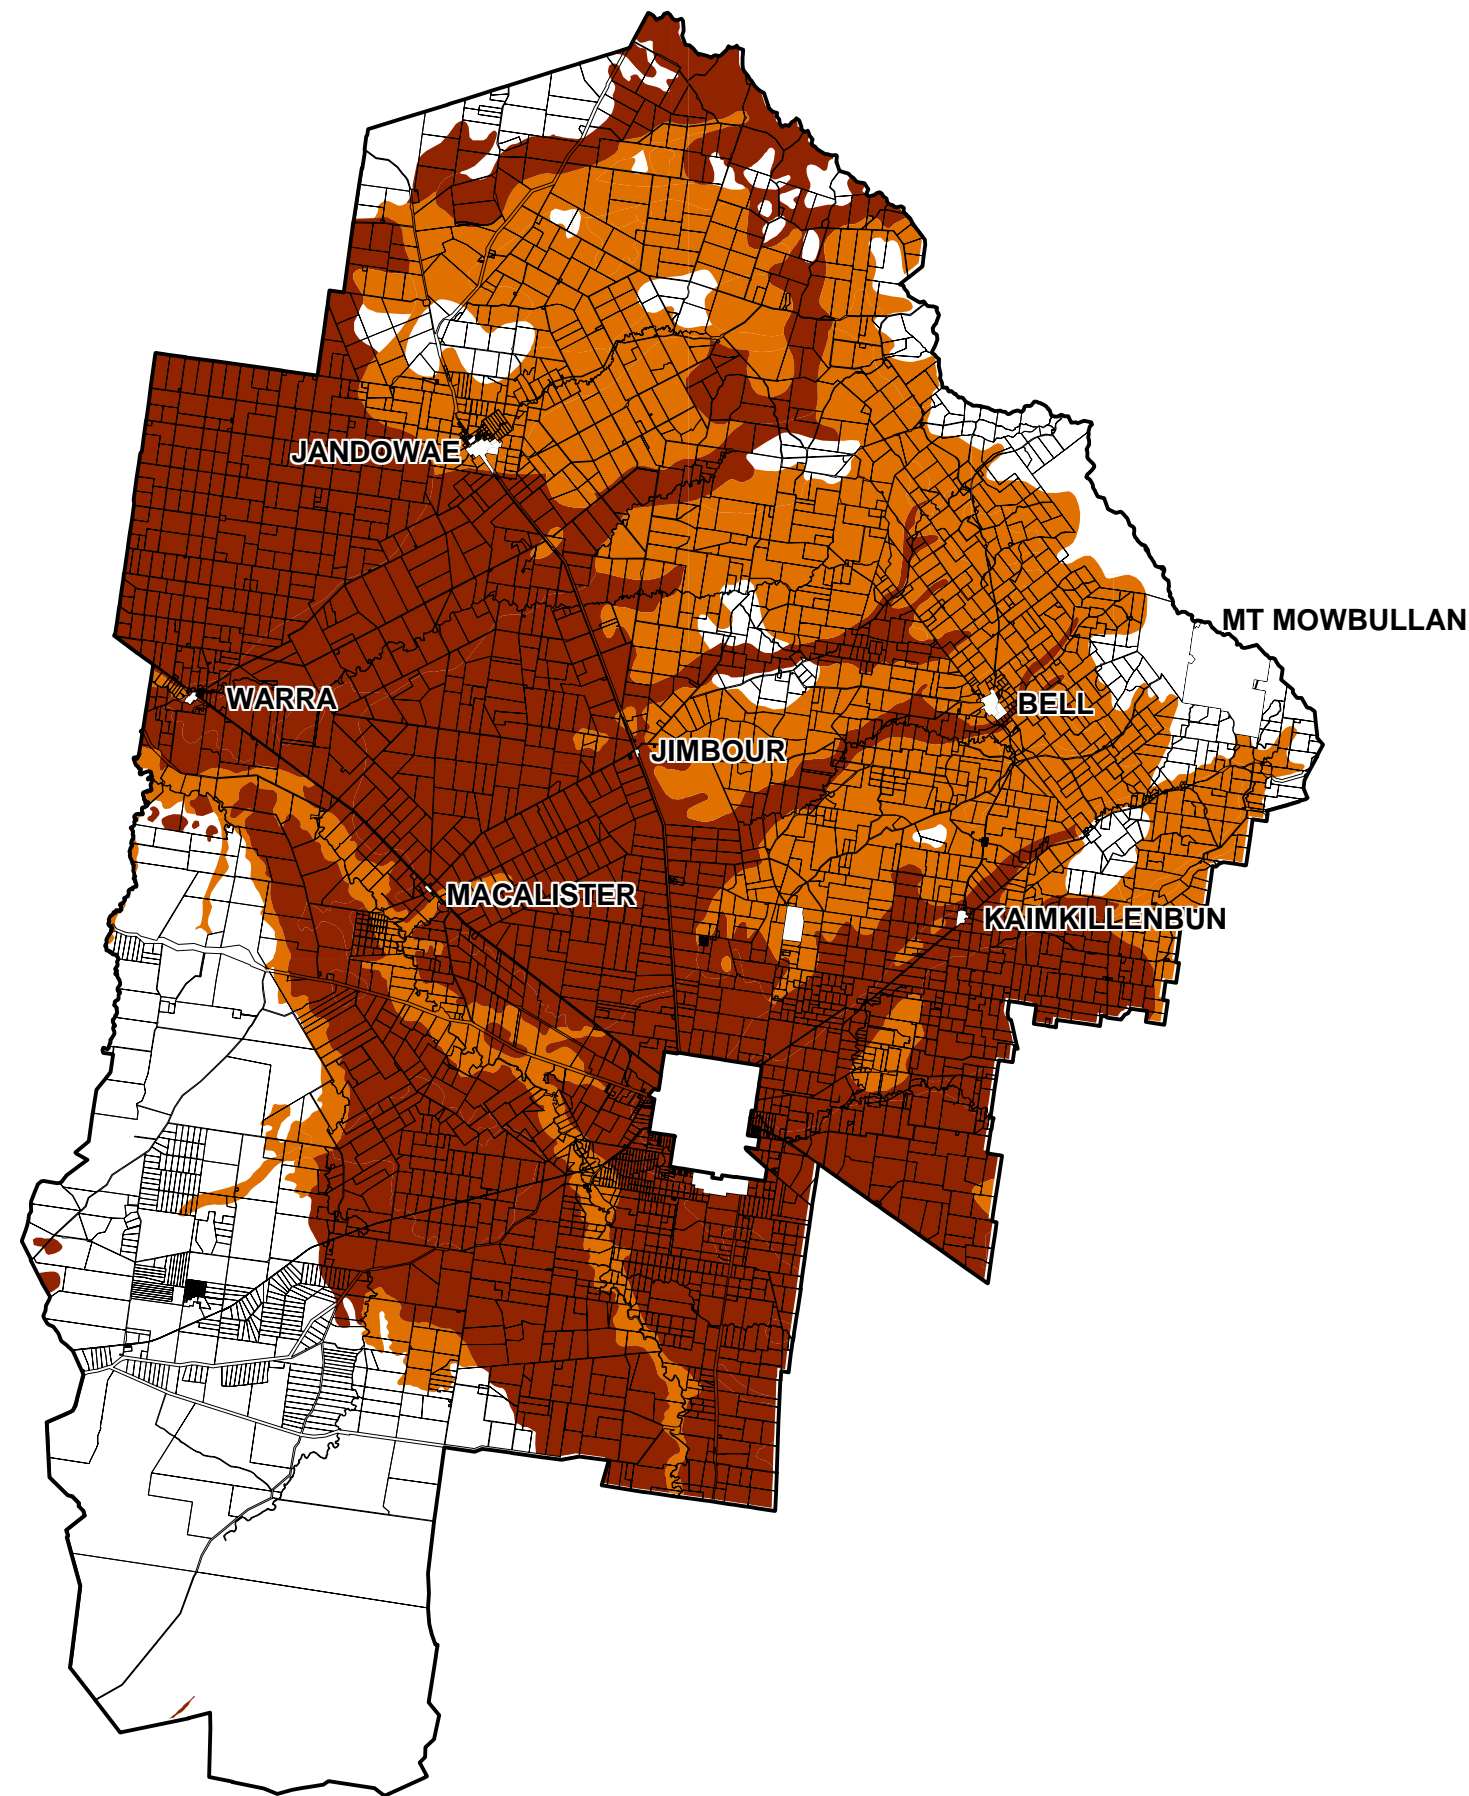 JANDOWAE
MT MOWBULLAN
WARRA
BELL
JIMBOUR
MACALISTER
KAIMKILLENBUN